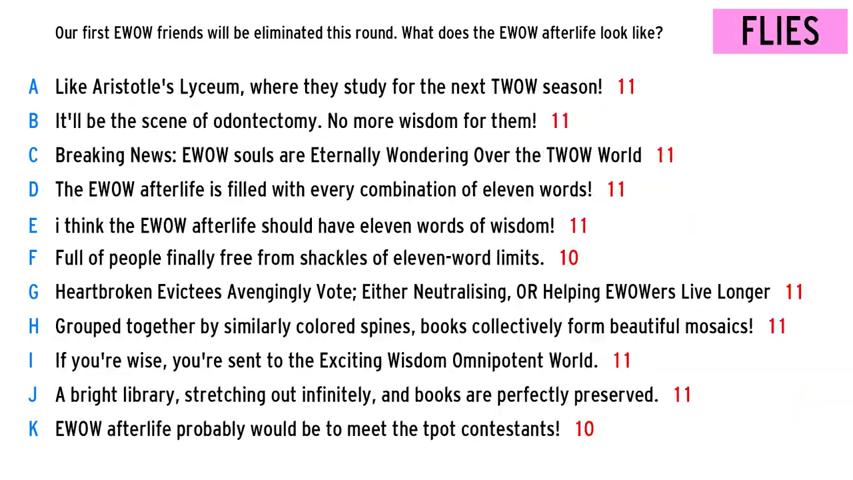 Our first EWOW friends will be eliminated this round. What does the EWOW afterlife look like?
FLIES
A Like Aristotle's Lyceum, where they study for the next TWOW season! 11
B It'll be the scene of odontectomy. No more wisdom for them! 11
C Breaking News: EWOW souls are Eternally Wondering Over the TWOW World 11
D The EWOW afterlife is filled with every combination of eleven words! 11
E i think the EWOW afterlife should have eleven words of wisdom! 11
F Full of people finally free from shackles of eleven-word limits. 10
G Heartbroken Evictees Avengingly Vote; Either Neutralising, OR Helping EWOWers Live Longer 11
H Grouped together by similarly colored spines, books collectively form beautiful mosaics! 11
I If you're wise, you're sent to the Exciting Wisdom Omnipotent World. 11
J A bright library, stretching out infinitely, and books are perfectly preserved. 11
K EWOW afterlife probably would be to meet the tpot contestants! 10